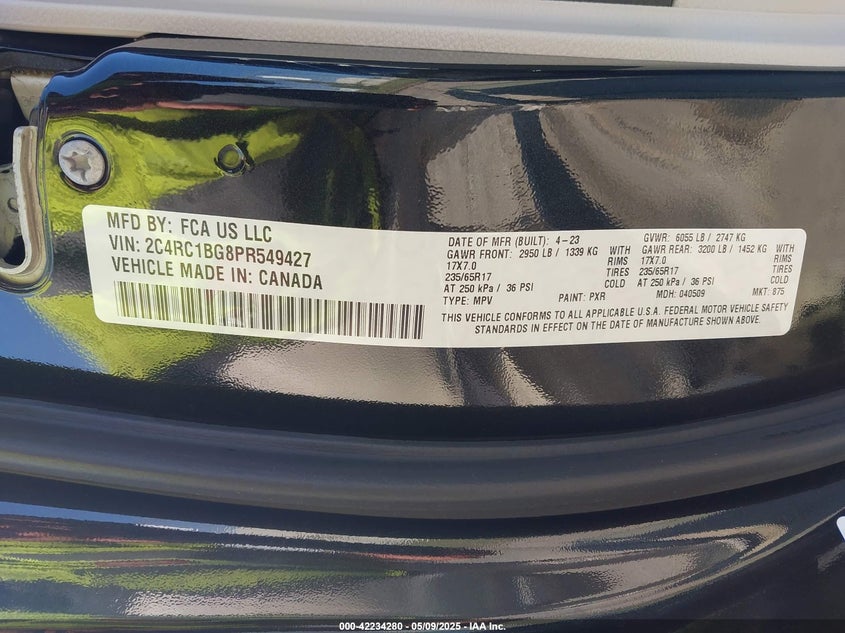 MFD BY: FCA US LLC
VIN: 2C4RC1BG8PR549427
VEHICLE MADE IN: CANADA
DATE OF MFR (BUILT): 4-23 GVWR: 6055 LB / 2747 KG
GAWR FRONT: 2950 LB / 1339 KG WITH GAWR REAR: 3200 LB / 1452 KG WITH
17X7.0 RIMS 17X7.0 RIMS
235/65R17 TIRES 235/65R17 TIRES
AT 250 kPa / 36 PSI COLD AT 250 kPa / 36 PSI COLD
TYPE: MPV PAINT: PXR MDH: 040509 MKT: 875
THIS VEHICLE CONFORMS TO ALL APPLICABLE U.S.A. FEDERAL MOTOR VEHICLE SAFETY
STANDARDS IN EFFECT ON THE DATE OF MANUFACTURE SHOWN ABOVE.
000-42234280 - 05/09/2025 - IAA Inc.